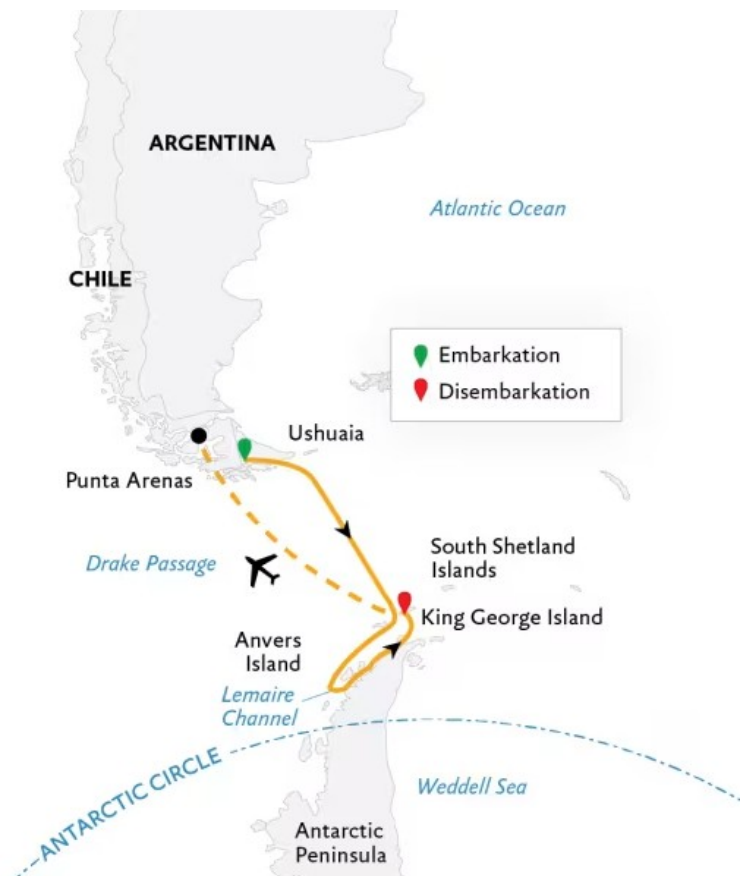 ARGENTINA
Atlantic Ocean
CHILE
Embarkation
Disembarkation
Ushuaia
Punta Arenas
Drake Passage
South Shetland
Islands
King George Island
Anvers
Island
Lemaire
Channel
ANTARCTIC CIRCLE
Weddell Sea
Antarctic
Peninsula